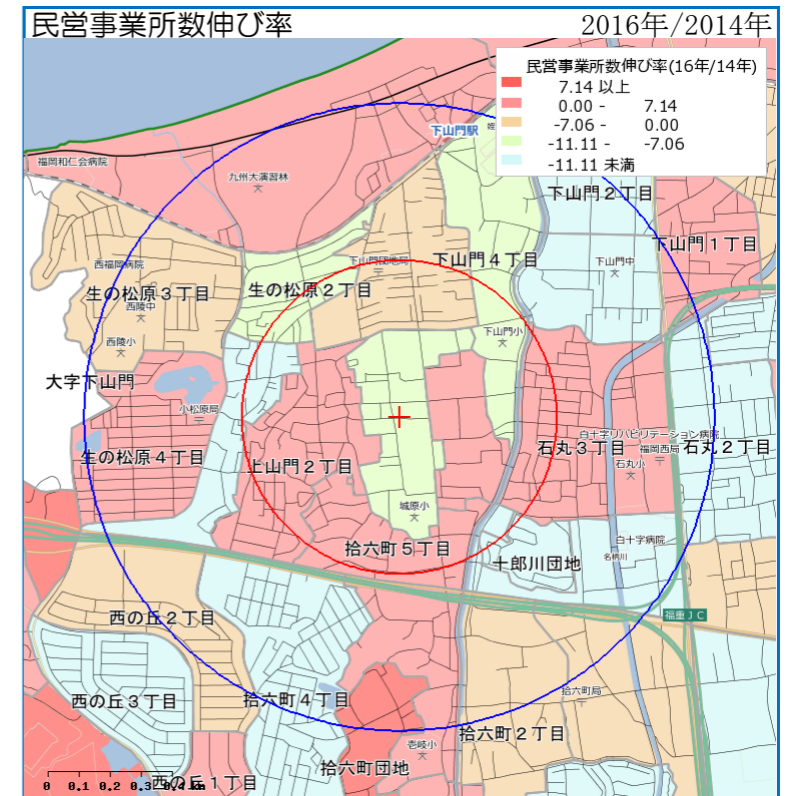 民営事業所数伸び率 2016年/2014年
民営事業所数伸び率(16年/14年)
7.14 以上
0.00 - 7.14
-7.06 - 0.00
-11.11 - -7.06
-11.11 未満
下山門駅
福岡和仁会病院
九州大演習林
下山門2丁目
下山門1丁目
下山門団地局
下山門4丁目
下山門中
西福岡病院
生の松原3丁目
生の松原2丁目
西陵中
下山門小
西陵小
大字下山門
小松原局
白十字リハビリテーション病院
石丸3丁目
福岡西局
石丸2丁目
生の松原4丁目
上山門2丁目
石丸小
城原小
拾六町5丁目
白十字病院
十郎川団地
名柄川
西の丘2丁目
福重JC
西の丘3丁目
拾六町4丁目
拾六町局
拾六町2丁目
壱岐小
拾六町団地
西の丘1丁目
0 0.1 0.2 0.3 0.4 km